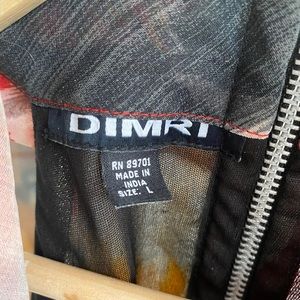 DIMRI
RN 89701
MADE IN
INDIA
SIZE: L